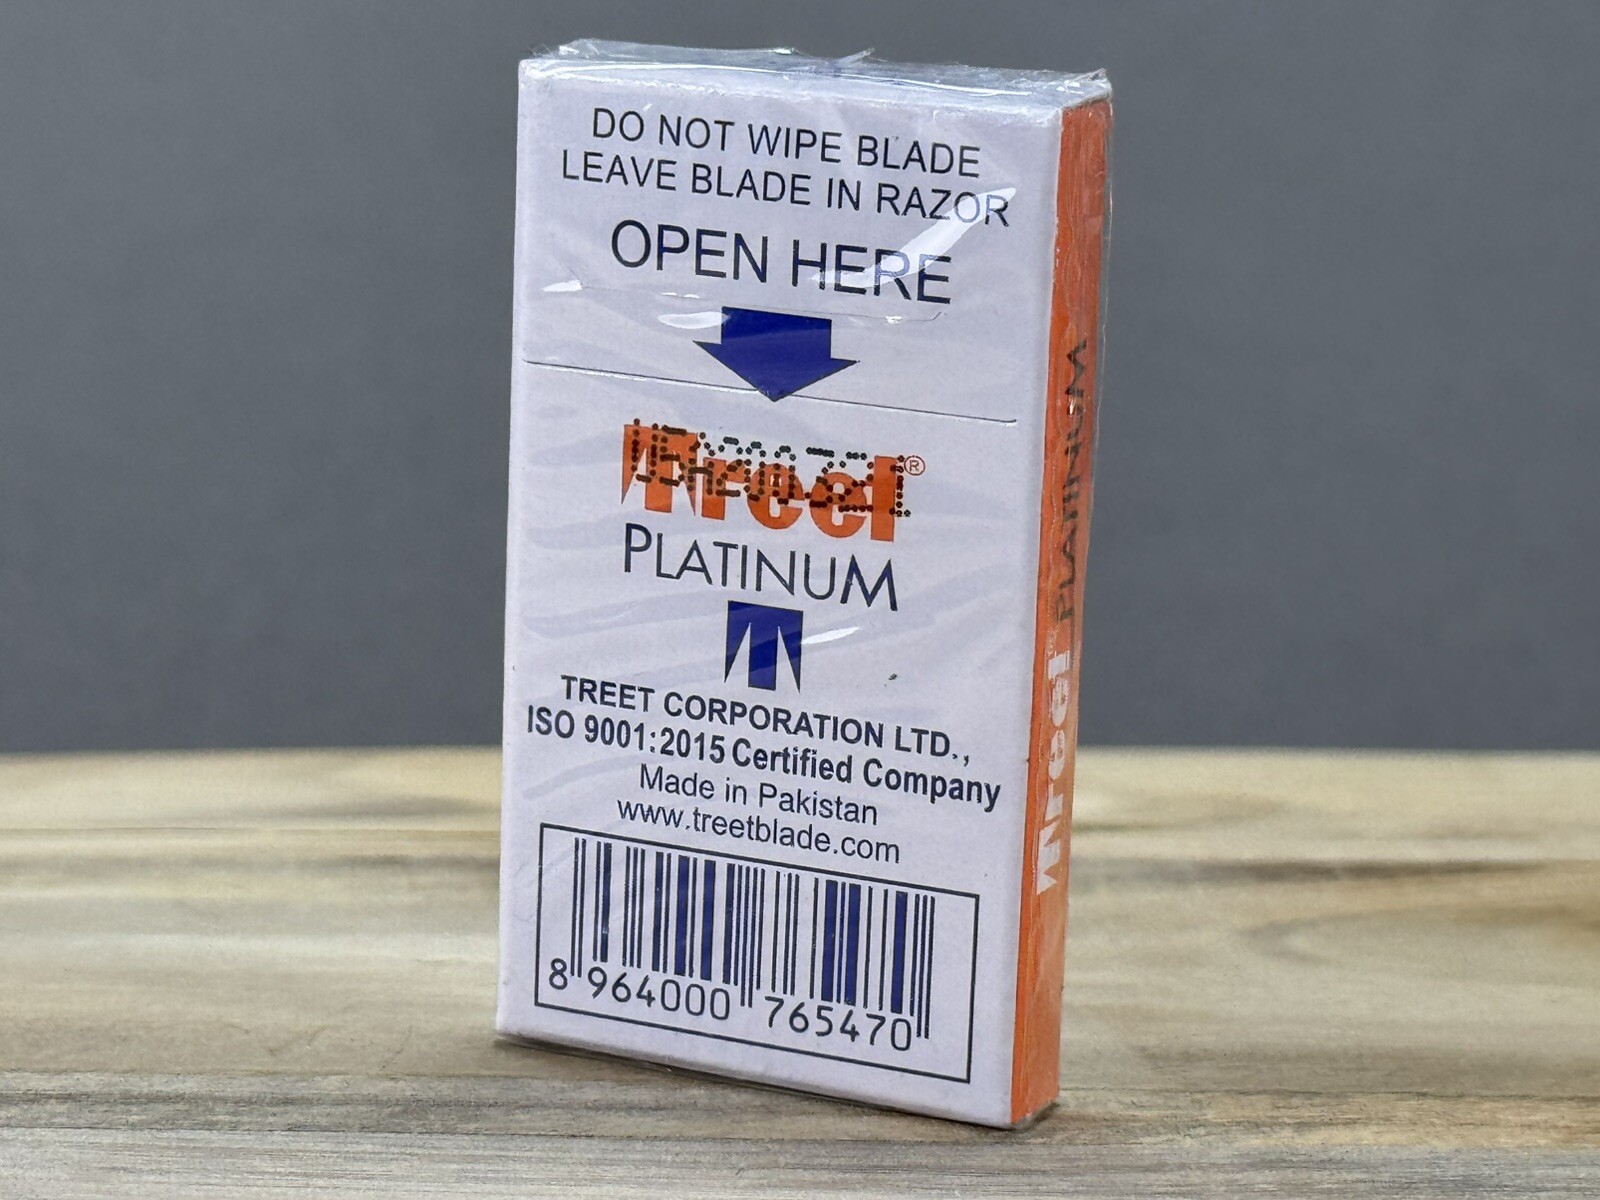 DO NOT WIPE BLADE
LEAVE BLADE IN RAZOR
OPEN HERE
Treet®
PLATINUM
TREET CORPORATION LTD.,
ISO 9001:2015 Certified Company
Made in Pakistan
www.treetblade.com
8 964000 765470
Treet PLATINUM